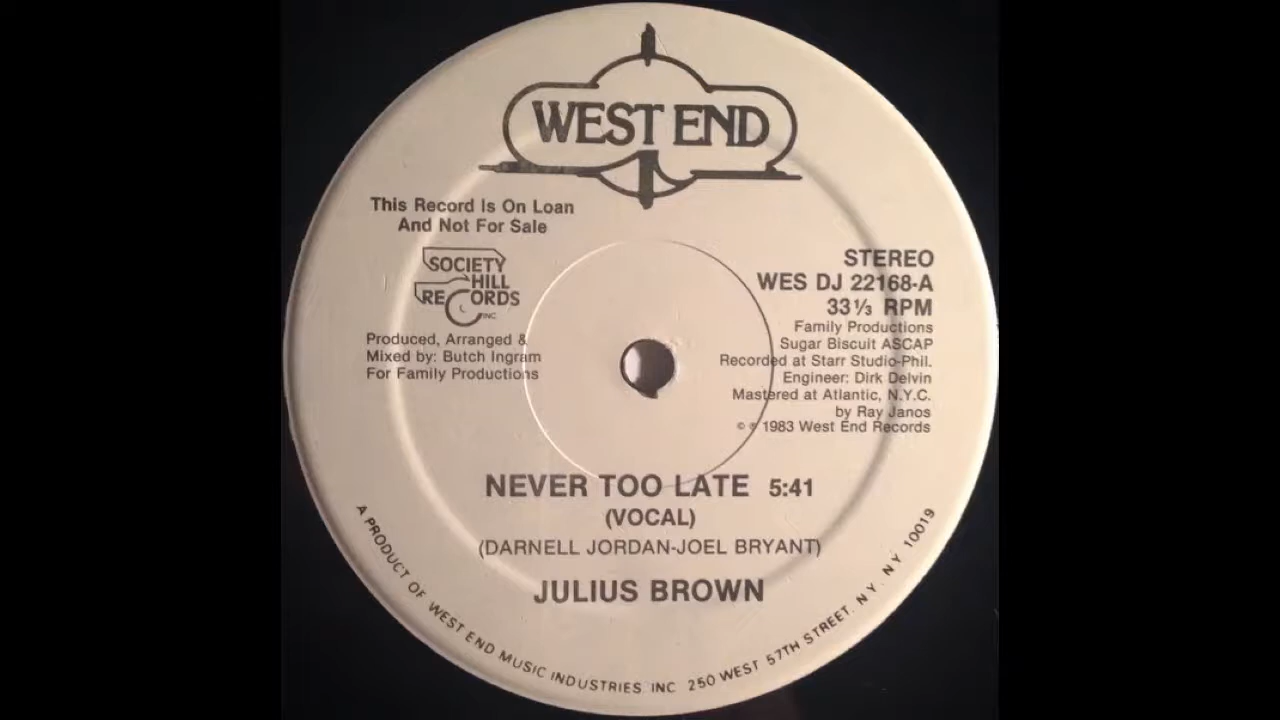 WEST END
This Record Is On Loan
And Not For Sale
SOCIETY
HILL
RECORDS
INC
Produced, Arranged &
Mixed by: Butch Ingram
For Family Productions
STEREO
WES DJ 22168-A
33⅓ RPM
Family Productions
Sugar Biscuit ASCAP
Recorded at Starr Studio-Phil.
Engineer: Dirk Delvin
Mastered at Atlantic, N.Y.C.
by Ray Janos
© ℗ 1983 West End Records
NEVER TOO LATE 5:41
(VOCAL)
(DARNELL JORDAN-JOEL BRYANT)
JULIUS BROWN
A PRODUCT OF WEST END MUSIC INDUSTRIES INC 250 WEST 57TH STREET. N.Y. NY 10019